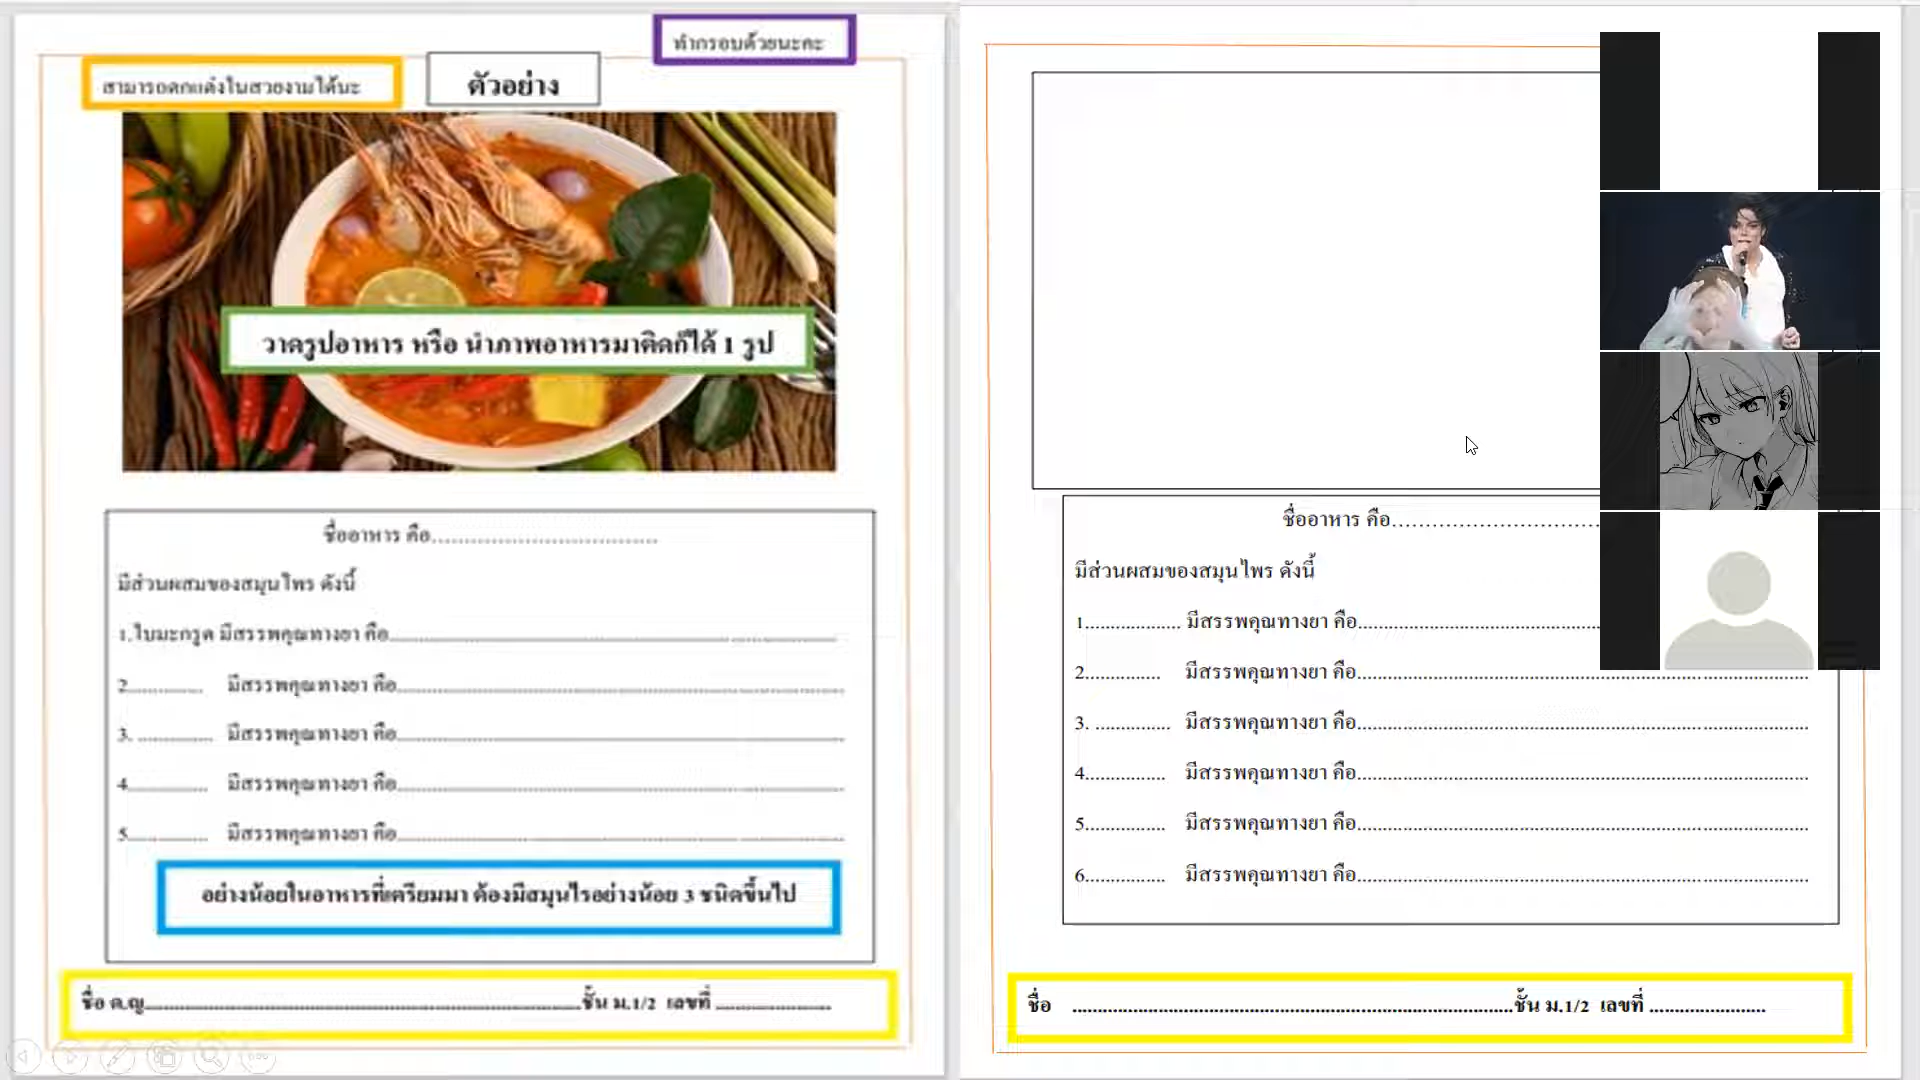 ทำกรอบด้วยนะคะ
สามารถตกแต่งในสวยงามได้นะ
ตัวอย่าง
วาดรูปอาหาร หรือ นำภาพอาหารมาติดก็ได้ 1 รูป
ชื่ออาหาร คือ.................................
มีส่วนผสมของสมุนไพร ดังนี้
1.ใบมะกรูด มีสรรพคุณทางยา คือ................................................................
2.............. มีสรรพคุณทางยา คือ................................................................
3. ............. มีสรรพคุณทางยา คือ................................................................
4.............. มีสรรพคุณทางยา คือ................................................................
5.............. มีสรรพคุณทางยา คือ................................................................
อย่างน้อยในอาหารที่เตรียมมา ต้องมีสมุนไรอย่างน้อย 3 ชนิดขึ้นไป
ชื่อ ด.ญ................................................................ชั้น ม.1/2 เลขที่ .......................
ชื่ออาหาร คือ...............................
มีส่วนผสมของสมุนไพร ดังนี้
1................. มีสรรพคุณทางยา คือ...........................................
2.............. มีสรรพคุณทางยา คือ................................................................
3. .............. มีสรรพคุณทางยา คือ................................................................
4............... มีสรรพคุณทางยา คือ................................................................
5............... มีสรรพคุณทางยา คือ................................................................
6............... มีสรรพคุณทางยา คือ................................................................
ชื่อ ................................................................ชั้น ม.1/2 เลขที่ .......................